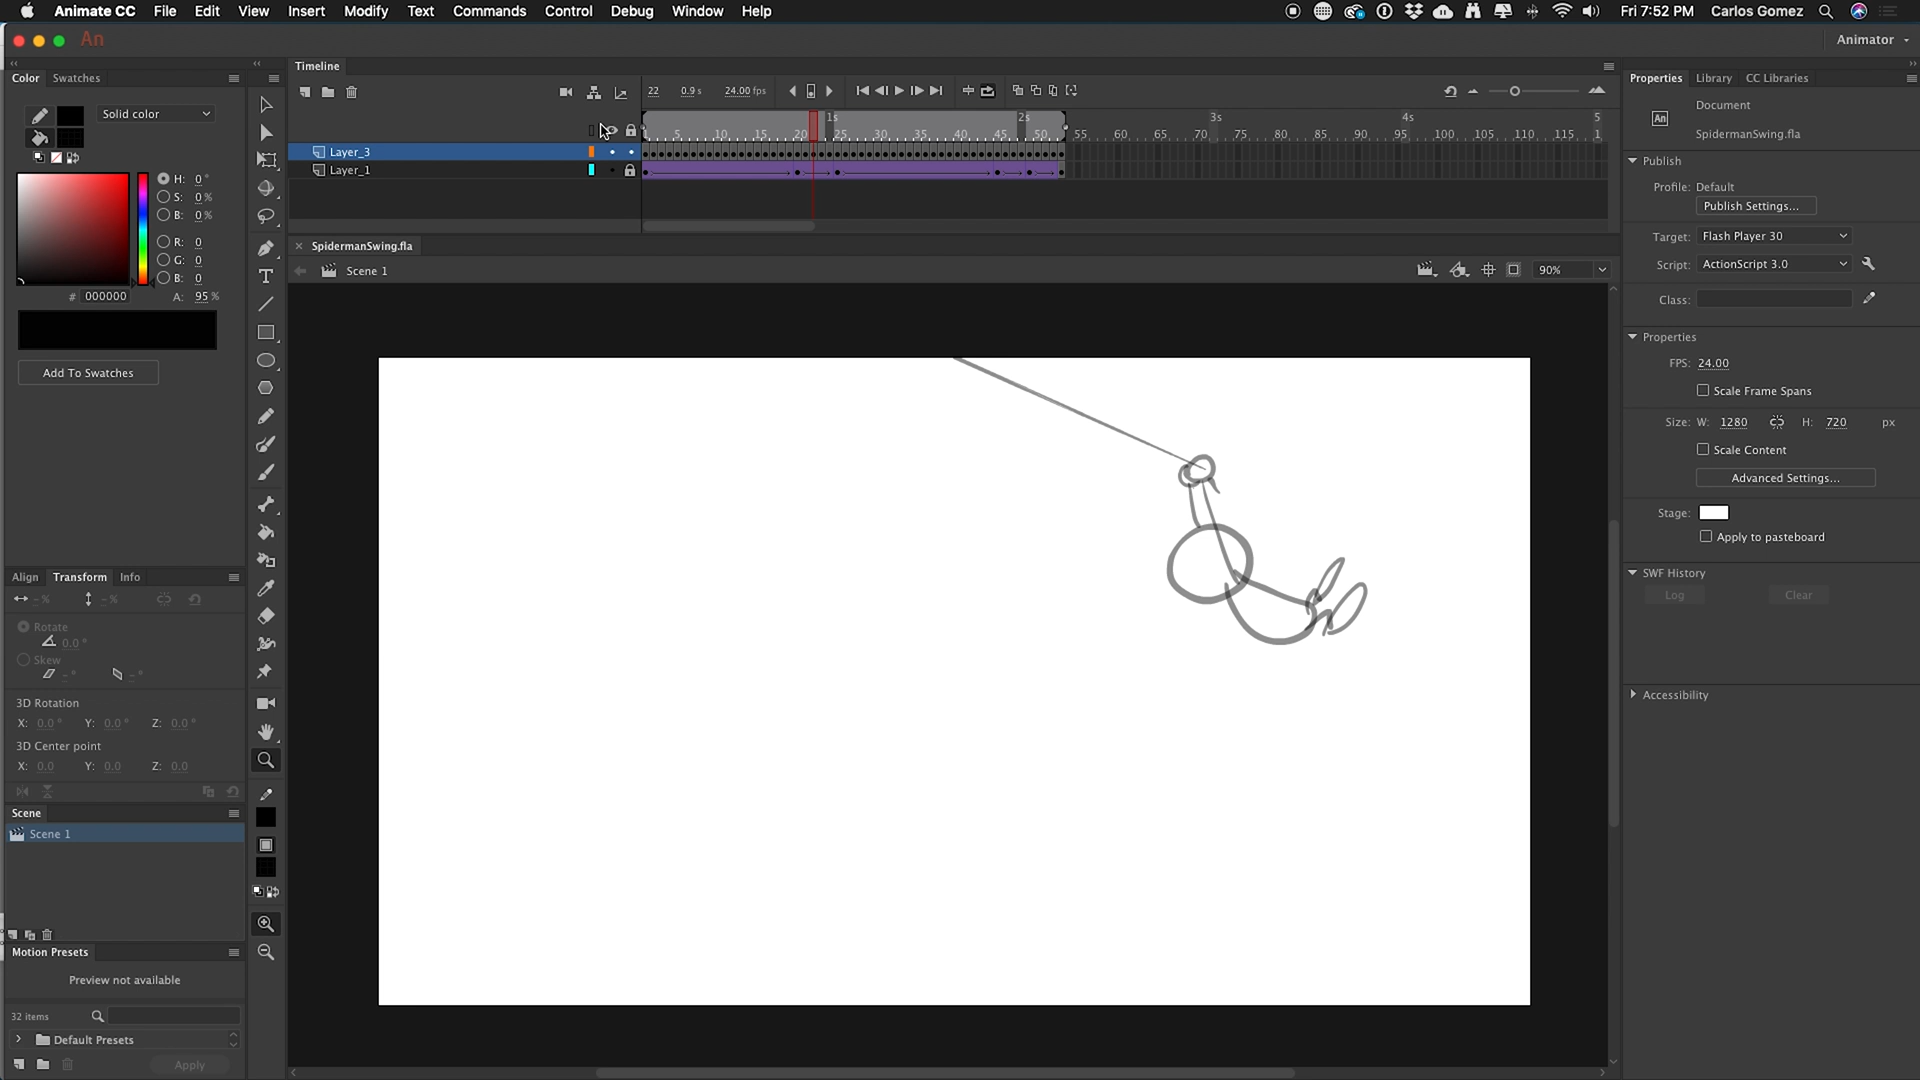 Animate CC File Edit View Insert Modify Text Commands Control Debug Window Help Fri 7:52 PM Carlos Gomez
An Animator
Color Swatches
Solid color
H: 0 °
S: 0 %
B: 0 %
R: 0
G: 0
B: 0
# 000000 A: 95 %
Add To Swatches
Align Transform Info
- % - %
Rotate
0.0 °
Skew
- ° - °
3D Rotation
X: 0.0 ° Y: 0.0 ° Z: 0.0 °
3D Center point
X: 0.0 Y: 0.0 Z: 0.0
Scene
Scene 1
Motion Presets
Preview not available
32 items
Default Presets
Apply
Timeline
22 0.9 s 24.00 fps
1s 2s 3s 4s 5
1 5 10 15 20 25 30 35 40 45 50 55 60 65 70 75 80 85 90 95 100 105 110 115 1
Layer_3
Layer_1
SpidermanSwing.fla
Scene 1
90%
Properties Library CC Libraries
An Document
SpidermanSwing.fla
Publish
Profile: Default
Publish Settings...
Target: Flash Player 30
Script: ActionScript 3.0
Class:
Properties
FPS: 24.00
Scale Frame Spans
Size: W: 1280 H: 720 px
Scale Content
Advanced Settings...
Stage:
Apply to pasteboard
SWF History
Log Clear
Accessibility